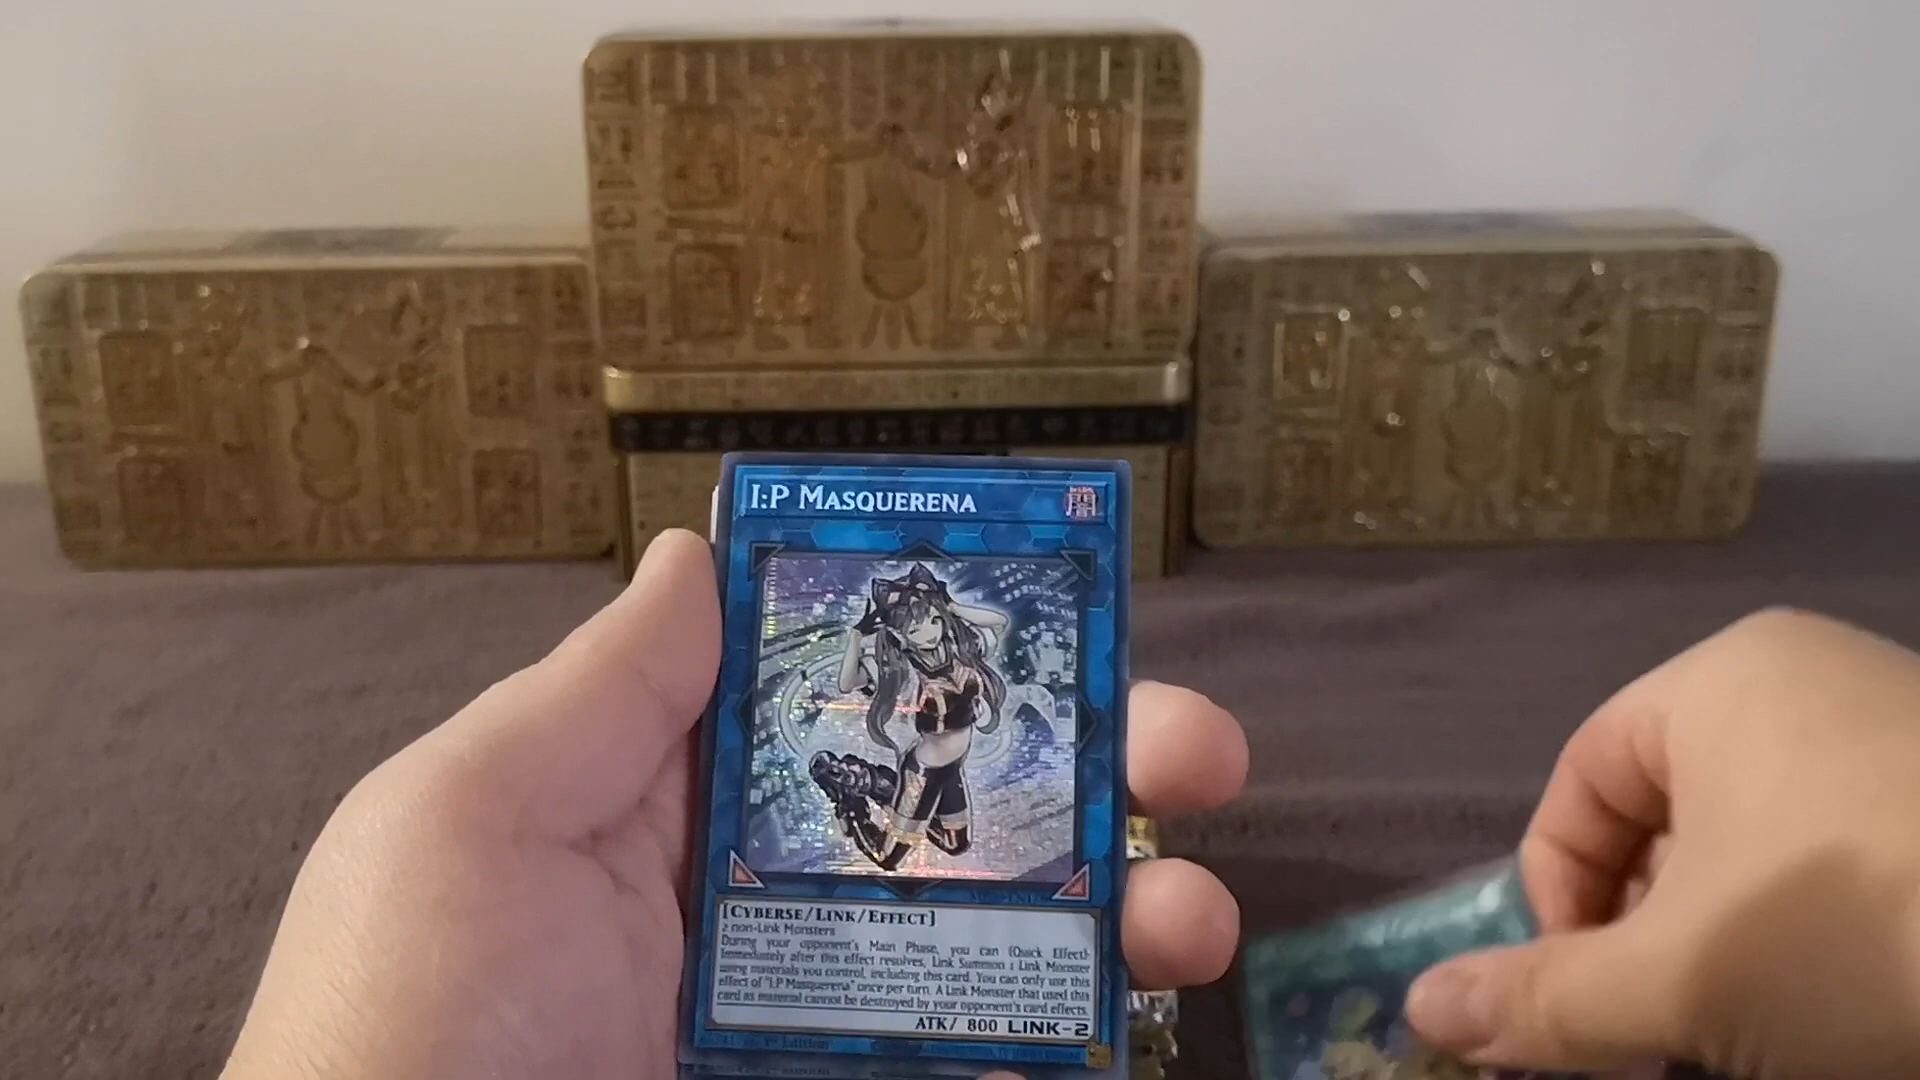 I:P MASQUERENA
[CYBERSE/LINK/EFFECT]
2 non-Link Monsters
During your opponent's Main Phase, you can (Quick Effect):
Immediately after this effect resolves, Link Summon 1 Link Monster
using materials you control, including this card. You can only use this
effect of "I:P Masquerena" once per turn. A Link Monster that used this
card as material cannot be destroyed by your opponent's card effects.
ATK/ 800 LINK-2
1st Edition